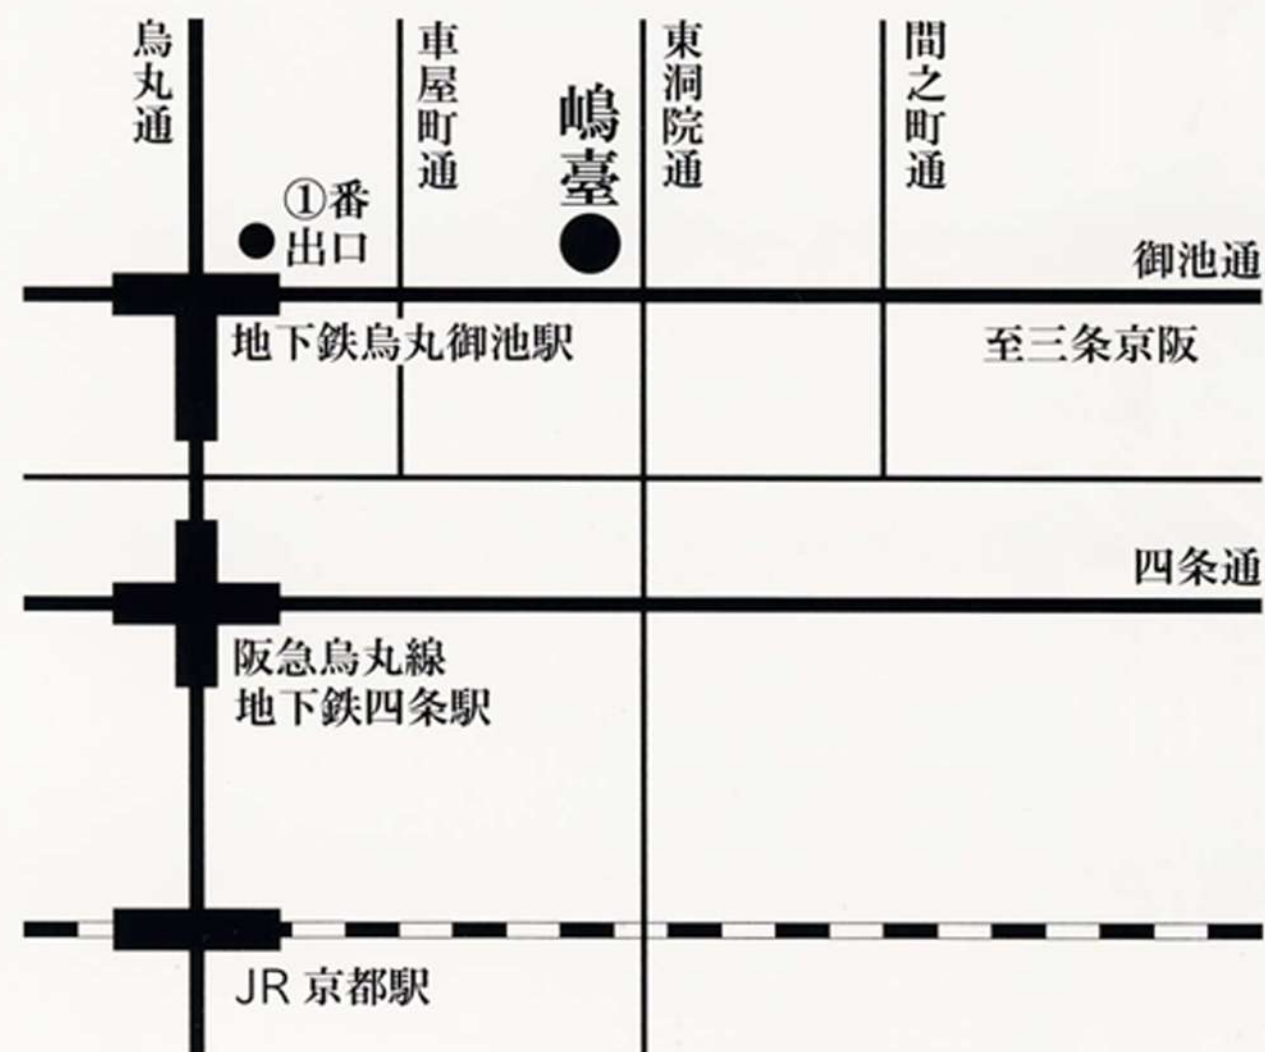 烏丸通
車屋町通
嶋臺
東洞院通
間之町通
①番
出口
御池通
地下鉄烏丸御池駅
至三条京阪
四条通
阪急烏丸線
地下鉄四条駅
JR 京都駅